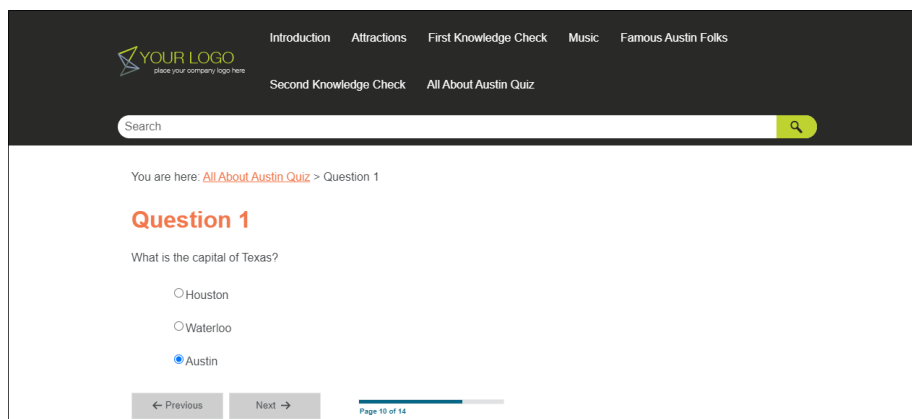 Introduction Attractions First Knowledge Check Music Famous Austin Folks
YOUR LOGO
place your company logo here
Second Knowledge Check All About Austin Quiz
Search
You are here: All About Austin Quiz > Question 1
Question 1
What is the capital of Texas?
Houston
Waterloo
Austin
← Previous Next →
Page 10 of 14